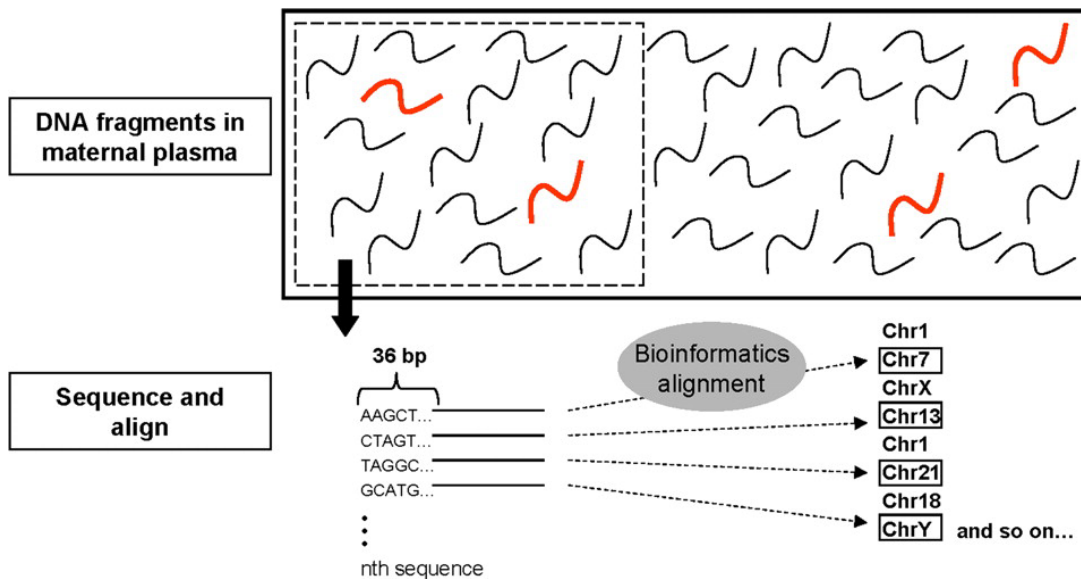 DNA fragments in
maternal plasma
Sequence and
align
36 bp
AAGCT...
CTAGT...
TAGGC...
GCATG...
nth sequence
Bioinformatics
alignment
Chr1
Chr7
ChrX
Chr13
Chr1
Chr21
Chr18
ChrY and so on...